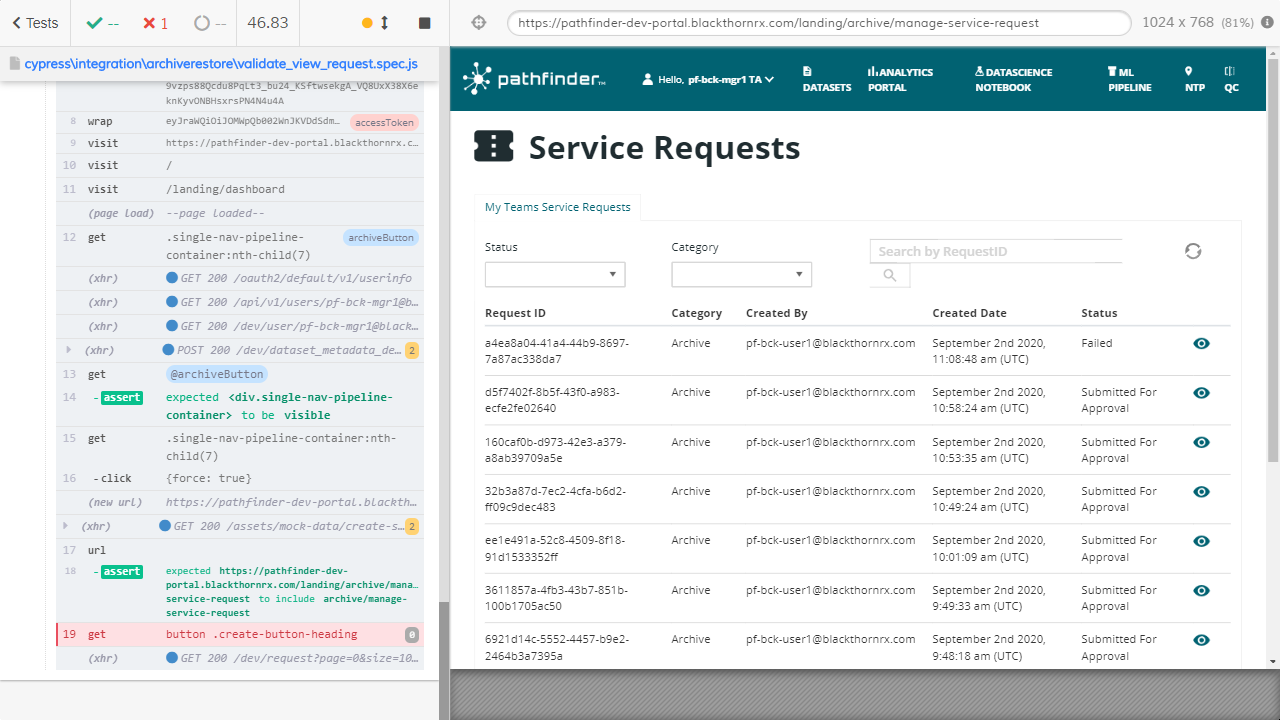 Tests
--
1
--
46.83
https://pathfinder-dev-portal.blackthornrx.com/landing/archive/manage-service-request
1024 x 768 (81%)
cypress\integration\archiverestore\validate_view_request.spec.js
8 wrap accessToken
9 visit https://pathfinder-dev-portal.blackthornrx.c…
10 visit /
11 visit /landing/dashboard
(page load) --page loaded--
12 get .single-nav-pipeline-
container:nth-child(7)
archiveButton
(xhr) GET 200 /oauth2/default/v1/userinfo
(xhr) GET 200 /api/v1/users/pf-bck-mgr1@b…
(xhr) GET 200 /dev/user/pf-bck-mgr1@black…
(xhr) POST 200 /dev/dataset_metadata_de… 2
13 get @archiveButton
14 -assert expected <div.single-nav-pipeline-
container> to be visible
15 get .single-nav-pipeline-container:nth-
child(7)
16 -click {force: true}
(new url) https://pathfinder-dev-portal.blackth…
(xhr) GET 200 /assets/mock-data/create-s… 2
17 url
18 -assert expected https://pathfinder-dev-
portal.blackthornrx.com/landing/archive/mana…
service-request to include archive/manage-
service-request
19 get button .create-button-heading 0
(xhr) GET 200 /dev/request?page=0&size=10…
pathfinder™
Hello, pf-bck-mgr1 TA
DATASETS
ANALYTICS
PORTAL
DATASCIENCE
NOTEBOOK
ML
PIPELINE
NTP
QC
Service Requests
My Teams Service Requests
Status Category Search by RequestID
Request ID Category Created By Created Date Status
a4ea8a04-41a4-44b9-8697- Archive pf-bck-user1@blackthornrx.com September 2nd 2020, Failed
7a87ac338da7 11:08:48 am (UTC)
d5f7402f-8b5f-43f0-a983- Archive pf-bck-user1@blackthornrx.com September 2nd 2020, Submitted For
ecfe2fe02640 10:58:24 am (UTC) Approval
160caf0b-d973-42e3-a379- Archive pf-bck-user1@blackthornrx.com September 2nd 2020, Submitted For
a8ab39709a5e 10:53:35 am (UTC) Approval
32b3a87d-7ec2-4cfa-b6d2- Archive pf-bck-user1@blackthornrx.com September 2nd 2020, Submitted For
ff09c9dec483 10:49:24 am (UTC) Approval
ee1e491a-52c8-4509-8f18- Archive pf-bck-user1@blackthornrx.com September 2nd 2020, Submitted For
91d1533352ff 10:01:09 am (UTC) Approval
3611857a-4fb3-43b7-851b- Archive pf-bck-user1@blackthornrx.com September 2nd 2020, Submitted For
100b1705ac50 9:49:33 am (UTC) Approval
6921d14c-5552-4457-b9e2- Archive pf-bck-user1@blackthornrx.com September 2nd 2020, Submitted For
2464b3a7395a 9:48:18 am (UTC) Approval